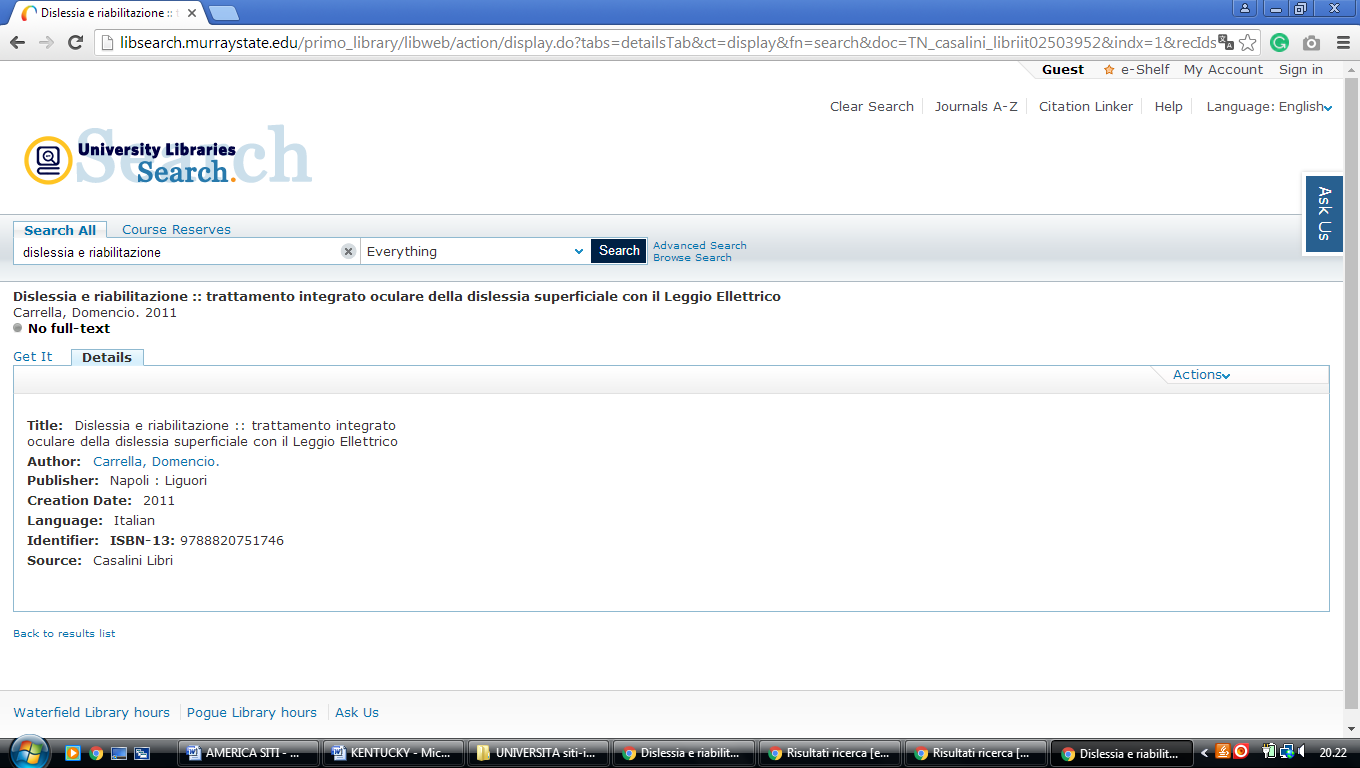 Dislessia e riabilitazione ::
libsearch.murraystate.edu/primo_library/libweb/action/display.do?tabs=detailsTab&ct=display&fn=search&doc=TN_casalini_libriit02503952&indx=1&recIds
Guest e-Shelf My Account Sign in
Clear Search Journals A-Z Citation Linker Help Language: English
Search
University Libraries
Search.
Ask Us
Search All Course Reserves
dislessia e riabilitazione Everything Search Advanced Search
Browse Search
Dislessia e riabilitazione :: trattamento integrato oculare della dislessia superficiale con il Leggio Ellettrico
Carrella, Domencio. 2011
No full-text
Get It Details
Actions
Title: Dislessia e riabilitazione :: trattamento integrato
oculare della dislessia superficiale con il Leggio Ellettrico
Author: Carrella, Domencio.
Publisher: Napoli : Liguori
Creation Date: 2011
Language: Italian
Identifier: ISBN-13: 9788820751746
Source: Casalini Libri
Back to results list
Waterfield Library hours Pogue Library hours Ask Us
AMERICA SITI - ... KENTUCKY - Mic... UNIVERSITA siti-i... Dislessia e riabilit... Risultati ricerca [e... Risultati ricerca [... Dislessia e riabilit... 20.22